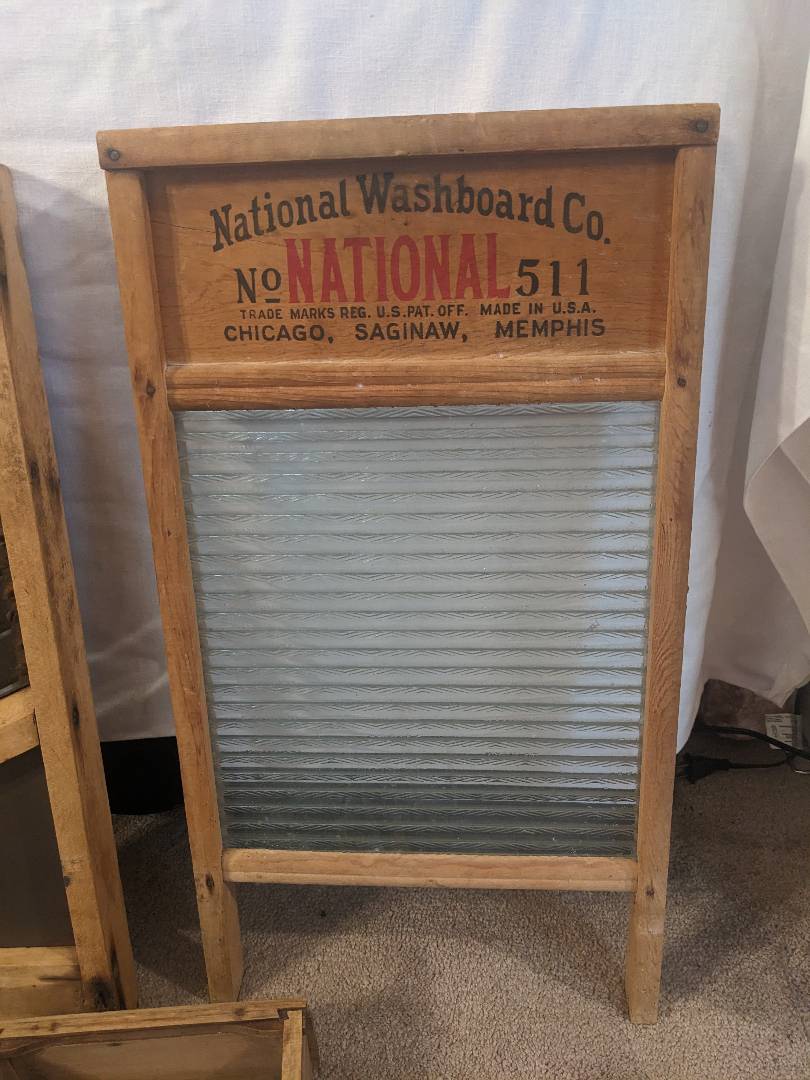 National Washboard Co.
No NATIONAL 511
TRADE MARKS REG. U.S. PAT. OFF. MADE IN U.S.A.
CHICAGO, SAGINAW, MEMPHIS